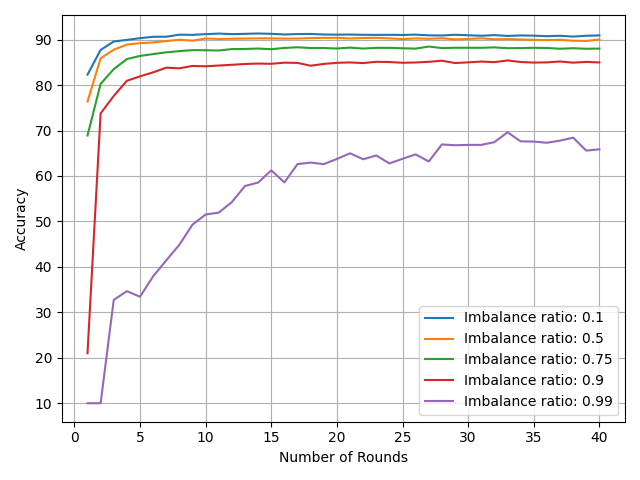 90
80
70
60
50
40
30
20
10
Accuracy
0
5
10
15
20
25
30
35
40
Number of Rounds
Imbalance ratio: 0.1
Imbalance ratio: 0.5
Imbalance ratio: 0.75
Imbalance ratio: 0.9
Imbalance ratio: 0.99